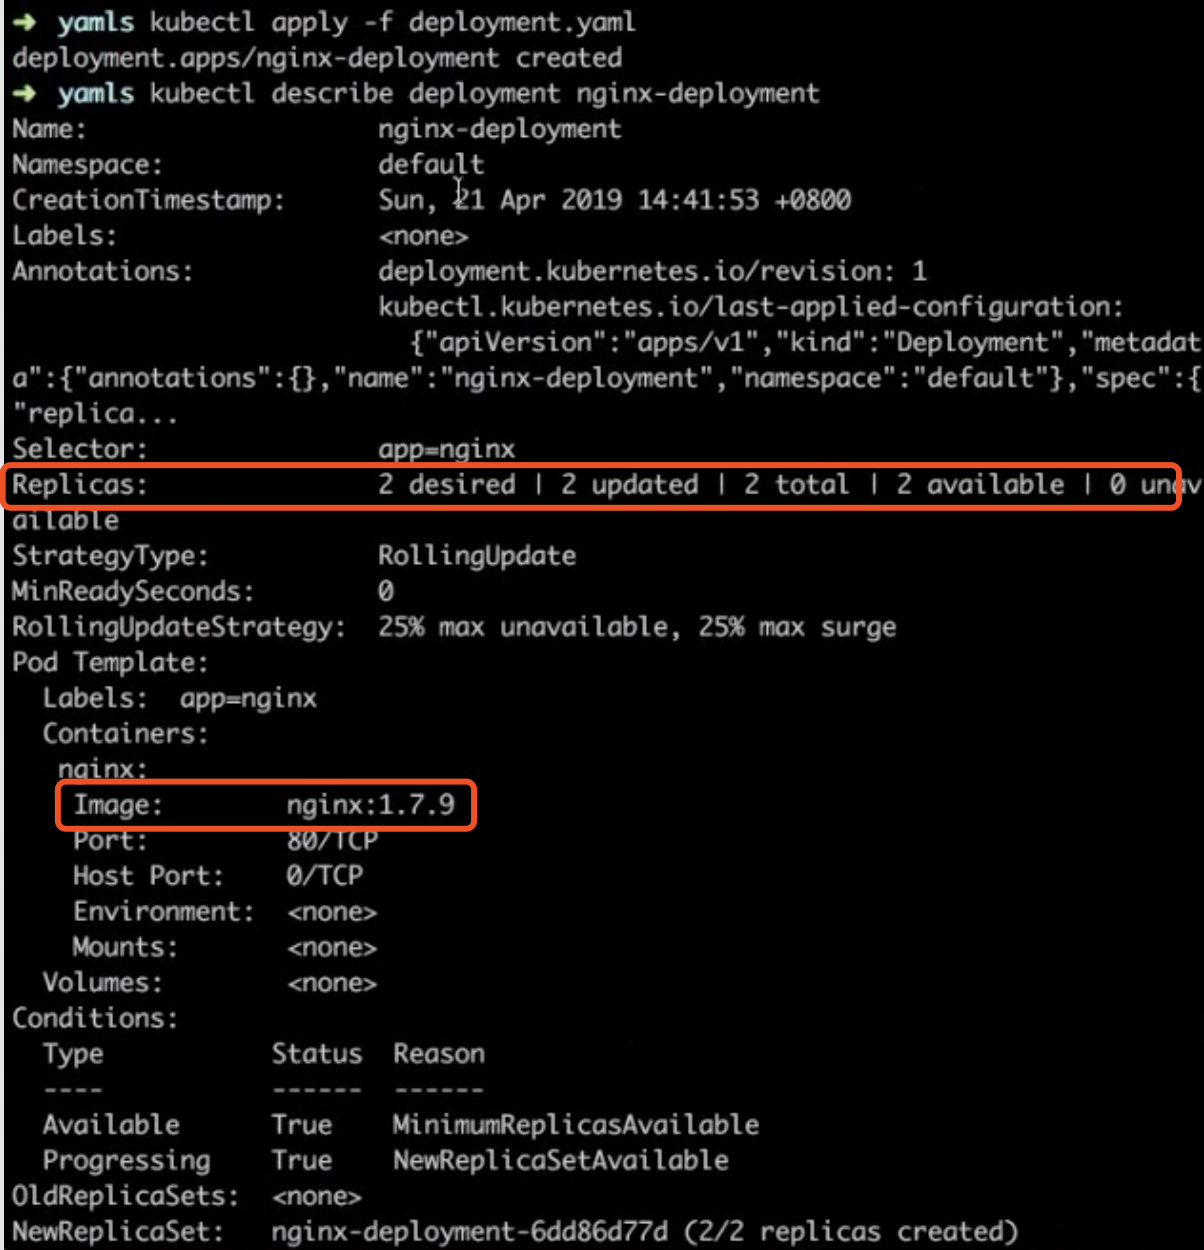 ➜ yamls kubectl apply -f deployment.yaml
deployment.apps/nginx-deployment created
➜ yamls kubectl describe deployment nginx-deployment
Name:                   nginx-deployment
Namespace:              default
CreationTimestamp:      Sun, 21 Apr 2019 14:41:53 +0800
Labels:                 <none>
Annotations:            deployment.kubernetes.io/revision: 1
                        kubectl.kubernetes.io/last-applied-configuration:
                          {"apiVersion":"apps/v1","kind":"Deployment","metadat
a":{"annotations":{},"name":"nginx-deployment","namespace":"default"},"spec":{
"replica...
Selector:               app=nginx
Replicas:               2 desired | 2 updated | 2 total | 2 available | 0 unav
ailable
StrategyType:           RollingUpdate
MinReadySeconds:        0
RollingUpdateStrategy:  25% max unavailable, 25% max surge
Pod Template:
  Labels:  app=nginx
  Containers:
   nginx:
    Image:        nginx:1.7.9
    Port:         80/TCP
    Host Port:    0/TCP
    Environment:  <none>
    Mounts:       <none>
  Volumes:        <none>
Conditions:
  Type           Status  Reason
  ----           ------  ------
  Available      True    MinimumReplicasAvailable
  Progressing    True    NewReplicaSetAvailable
OldReplicaSets:  <none>
NewReplicaSet:   nginx-deployment-6dd86d77d (2/2 replicas created)